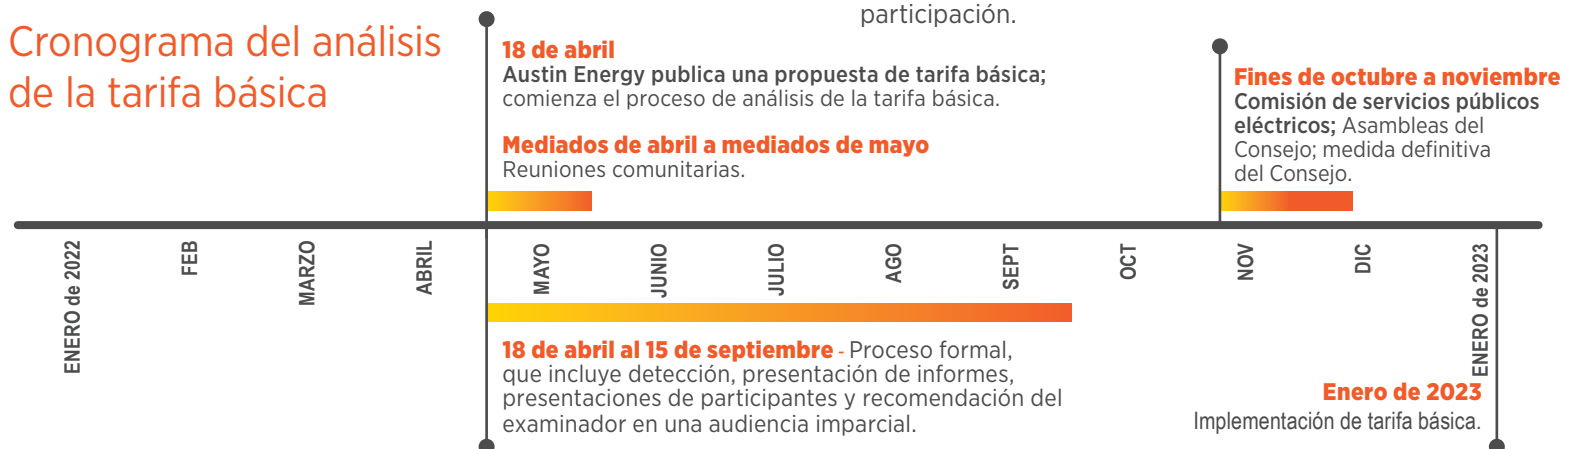 participación.
Cronograma del análisis
de la tarifa básica
18 de abril
Austin Energy publica una propuesta de tarifa básica;
comienza el proceso de análisis de la tarifa básica.
Mediados de abril a mediados de mayo
Reuniones comunitarias.
Fines de octubre a noviembre
Comisión de servicios públicos
eléctricos; Asambleas del
Consejo; medida definitiva
del Consejo.
ENERO de 2022
FEB
MARZO
ABRIL
MAYO
JUNIO
JULIO
AGO
SEPT
OCT
NOV
DIC
ENERO de 2023
18 de abril al 15 de septiembre - Proceso formal,
que incluye detección, presentación de informes,
presentaciones de participantes y recomendación del
examinador en una audiencia imparcial.
Enero de 2023
Implementación de tarifa básica.